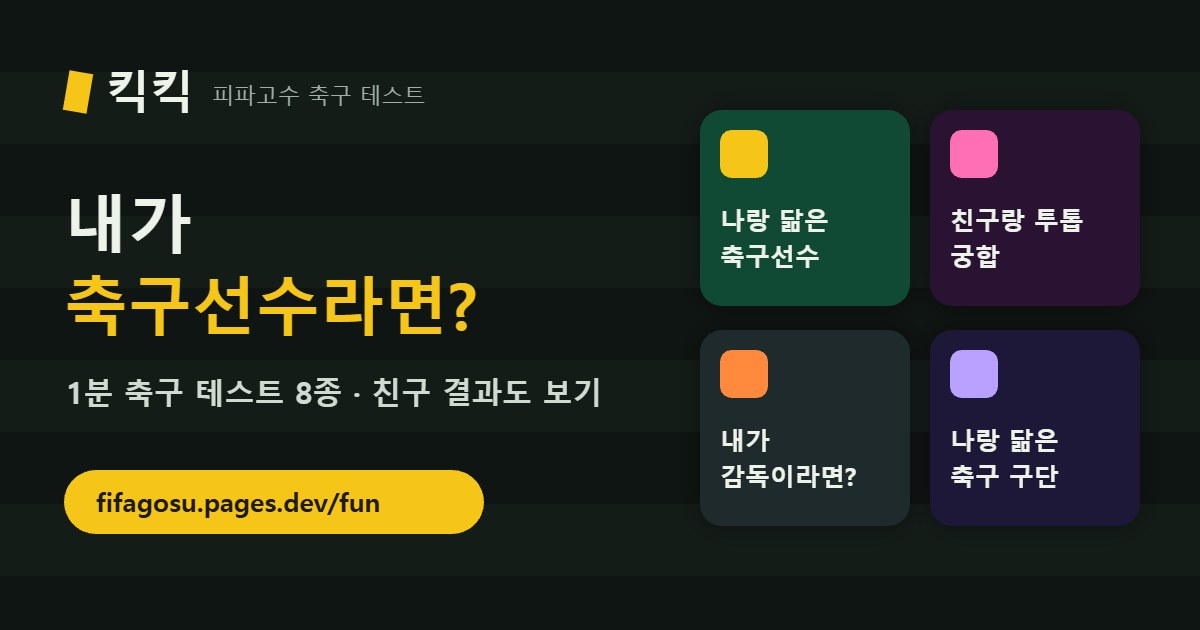 킥킥 피파고수 축구 테스트
내가
축구선수라면?
1분 축구 테스트 8종 · 친구 결과도 보기
fifagosu.pages.dev/fun
나랑 닮은
축구선수
친구랑 투톱
궁합
내가
감독이라면?
나랑 닮은
축구 구단